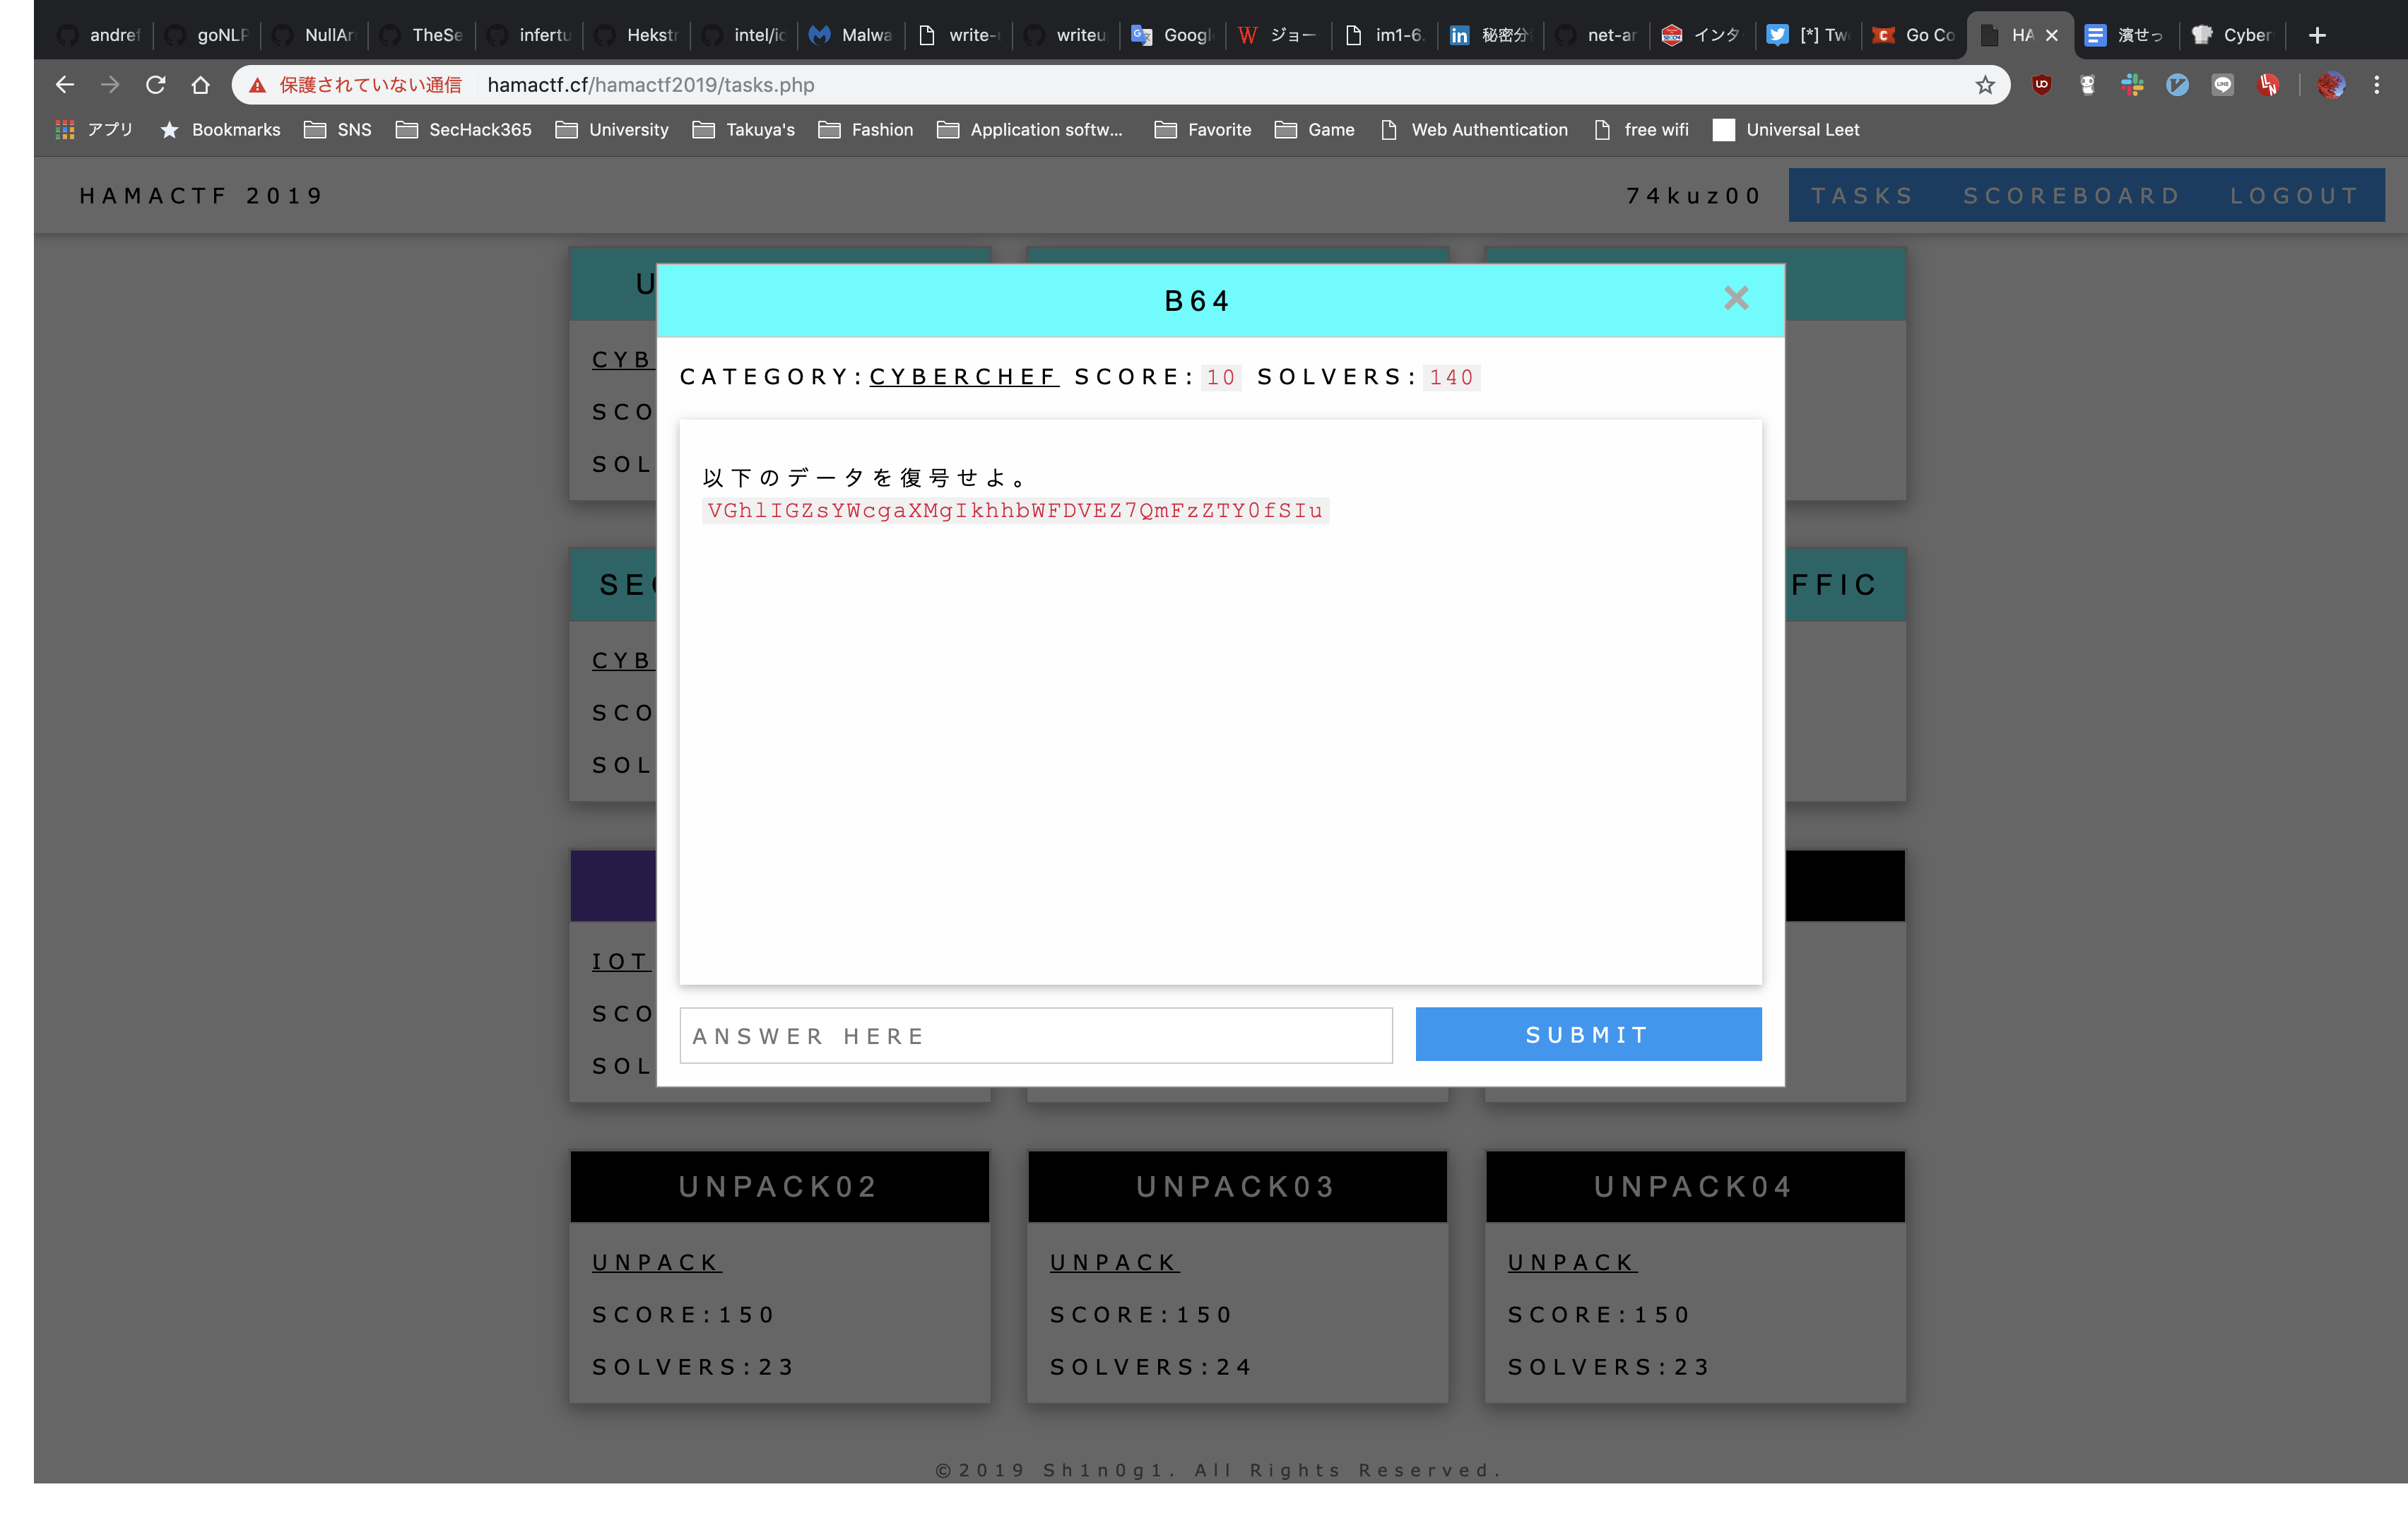 andref goNLP NullAr TheSe infertu Hekstr intel/ic Malwa write-u writeu Googl ジョー im1-6. 秘密分 net-ar インタ [*] Tw Go Co HA 濱せっ Cyber
保護されていない通信 hamactf.cf/hamactf2019/tasks.php
アプリ Bookmarks SNS SecHack365 University Takuya's Fashion Application softw... Favorite Game Web Authentication free wifi Universal Leet
HAMACTF 2019 74kuz00 TASKS SCOREBOARD LOGOUT
U
B64
CYB
CATEGORY:CYBERCHEF SCORE:10 SOLVERS:140
SCO
SOL
以下のデータを復号せよ。
VGhlIGZsYWcgaXMgIkhhbWFDVEZ7QmFzZTY0fSIu
SEC FFIC
CYB
SCO
SOL
IOT
SCO
SOL
ANSWER HERE SUBMIT
UNPACK02 UNPACK03 UNPACK04
UNPACK UNPACK UNPACK
SCORE:150 SCORE:150 SCORE:150
SOLVERS:23 SOLVERS:24 SOLVERS:23
©2019 Sh1n0g1. All Rights Reserved.